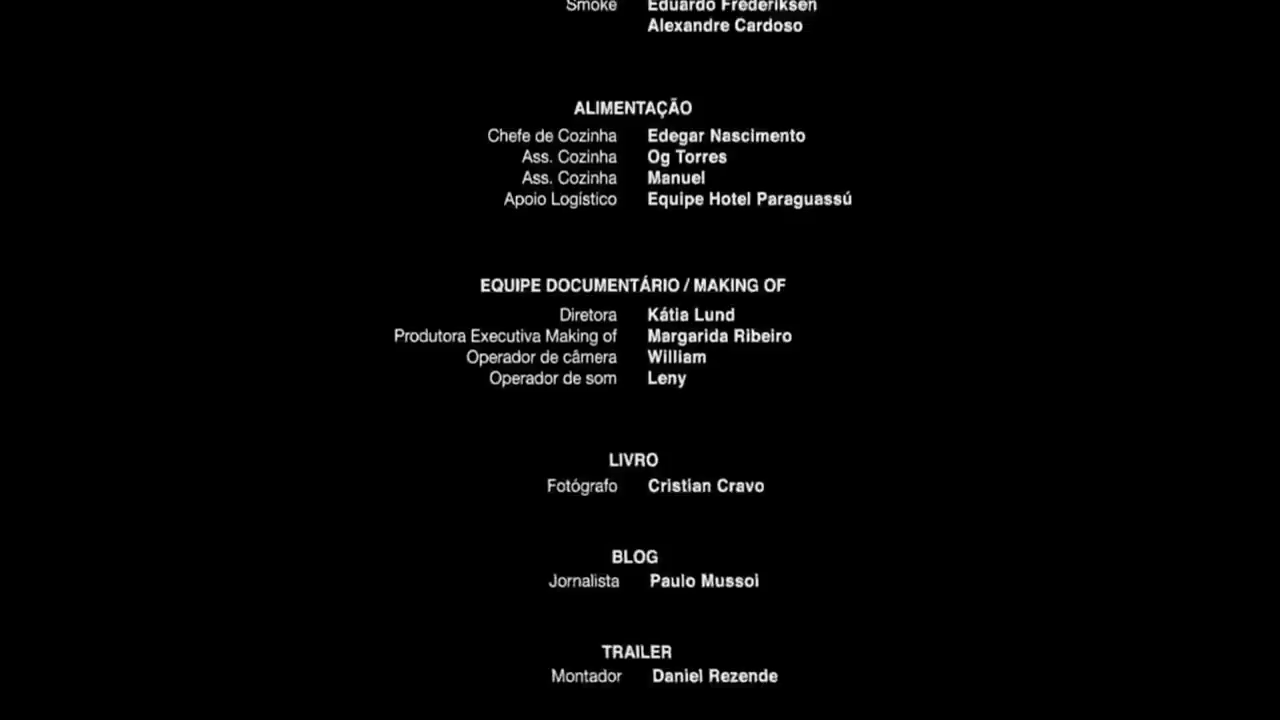 Smoke Eduardo Frederiksen
Alexandre Cardoso
ALIMENTAÇÃO
Chefe de Cozinha Edegar Nascimento
Ass. Cozinha Og Torres
Ass. Cozinha Manuel
Apoio Logístico Equipe Hotel Paraguassú
EQUIPE DOCUMENTÁRIO / MAKING OF
Diretora Kátia Lund
Produtora Executiva Making of Margarida Ribeiro
Operador de câmera William
Operador de som Leny
LIVRO
Fotógrafo Cristian Cravo
BLOG
Jornalista Paulo Mussoi
TRAILER
Montador Daniel Rezende